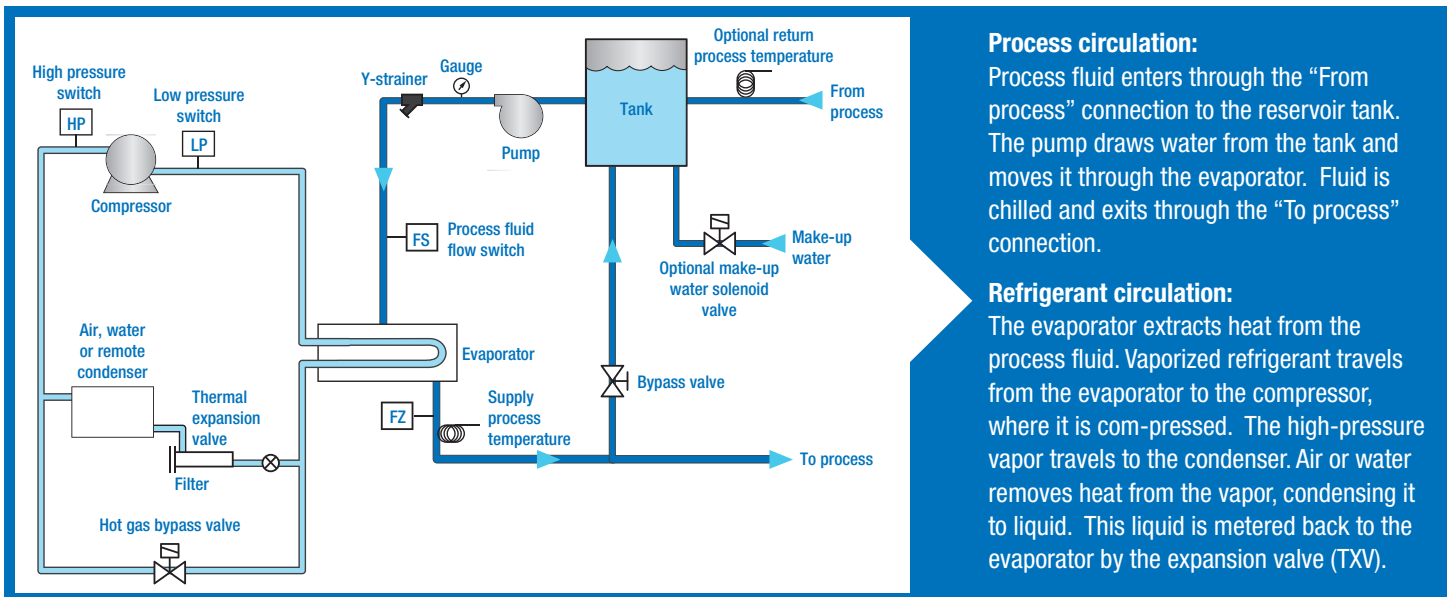 High pressure
switch
HP
Low pressure
switch
LP
Compressor
Y-strainer
Gauge
Pump
Tank
Optional return
process temperature
From
process
FS
Process fluid
flow switch
Make-up
water
Optional make-up
water solenoid
valve
Air, water
or remote
condenser
Evaporator
Bypass valve
Thermal
expansion
valve
Filter
FZ
Supply
process
temperature
To process
Hot gas bypass valve
Process circulation:
Process fluid enters through the “From
process” connection to the reservoir tank.
The pump draws water from the tank and
moves it through the evaporator.  Fluid is
chilled and exits through the “To process”
connection.
Refrigerant circulation:
The evaporator extracts heat from the
process fluid. Vaporized refrigerant travels
from the evaporator to the compressor,
where it is com-pressed.  The high-pressure
vapor travels to the condenser. Air or water
removes heat from the vapor, condensing it
to liquid.  This liquid is metered back to the
evaporator by the expansion valve (TXV).